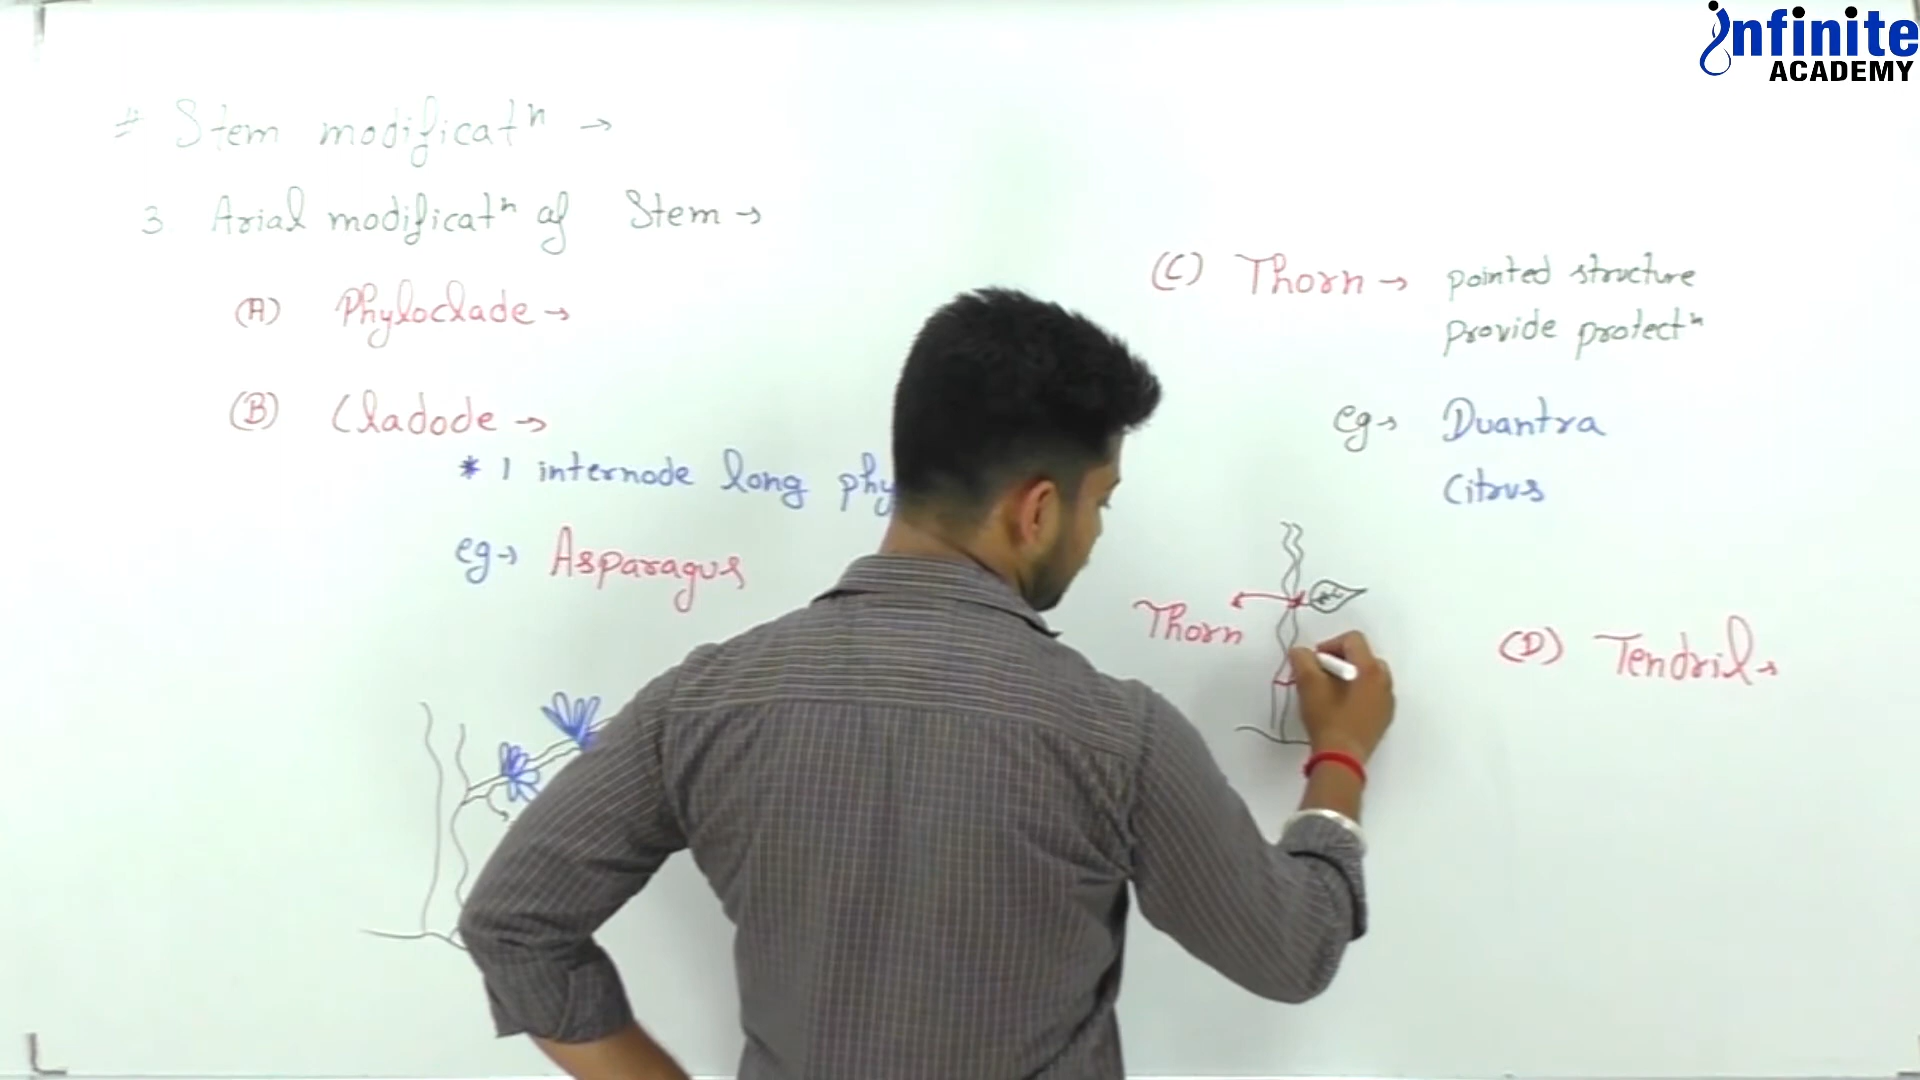 # Stem modificatn →
3. Arial modificatn of Stem →
(A) Phyloclade →
(B) Cladode →
* 1 internode long
eg → Asparagus
(C) Thorn → pointed structure
provide protectn
eg → Duantra
Citrus
Thorn
(D) Tendril →
infinite
ACADEMY